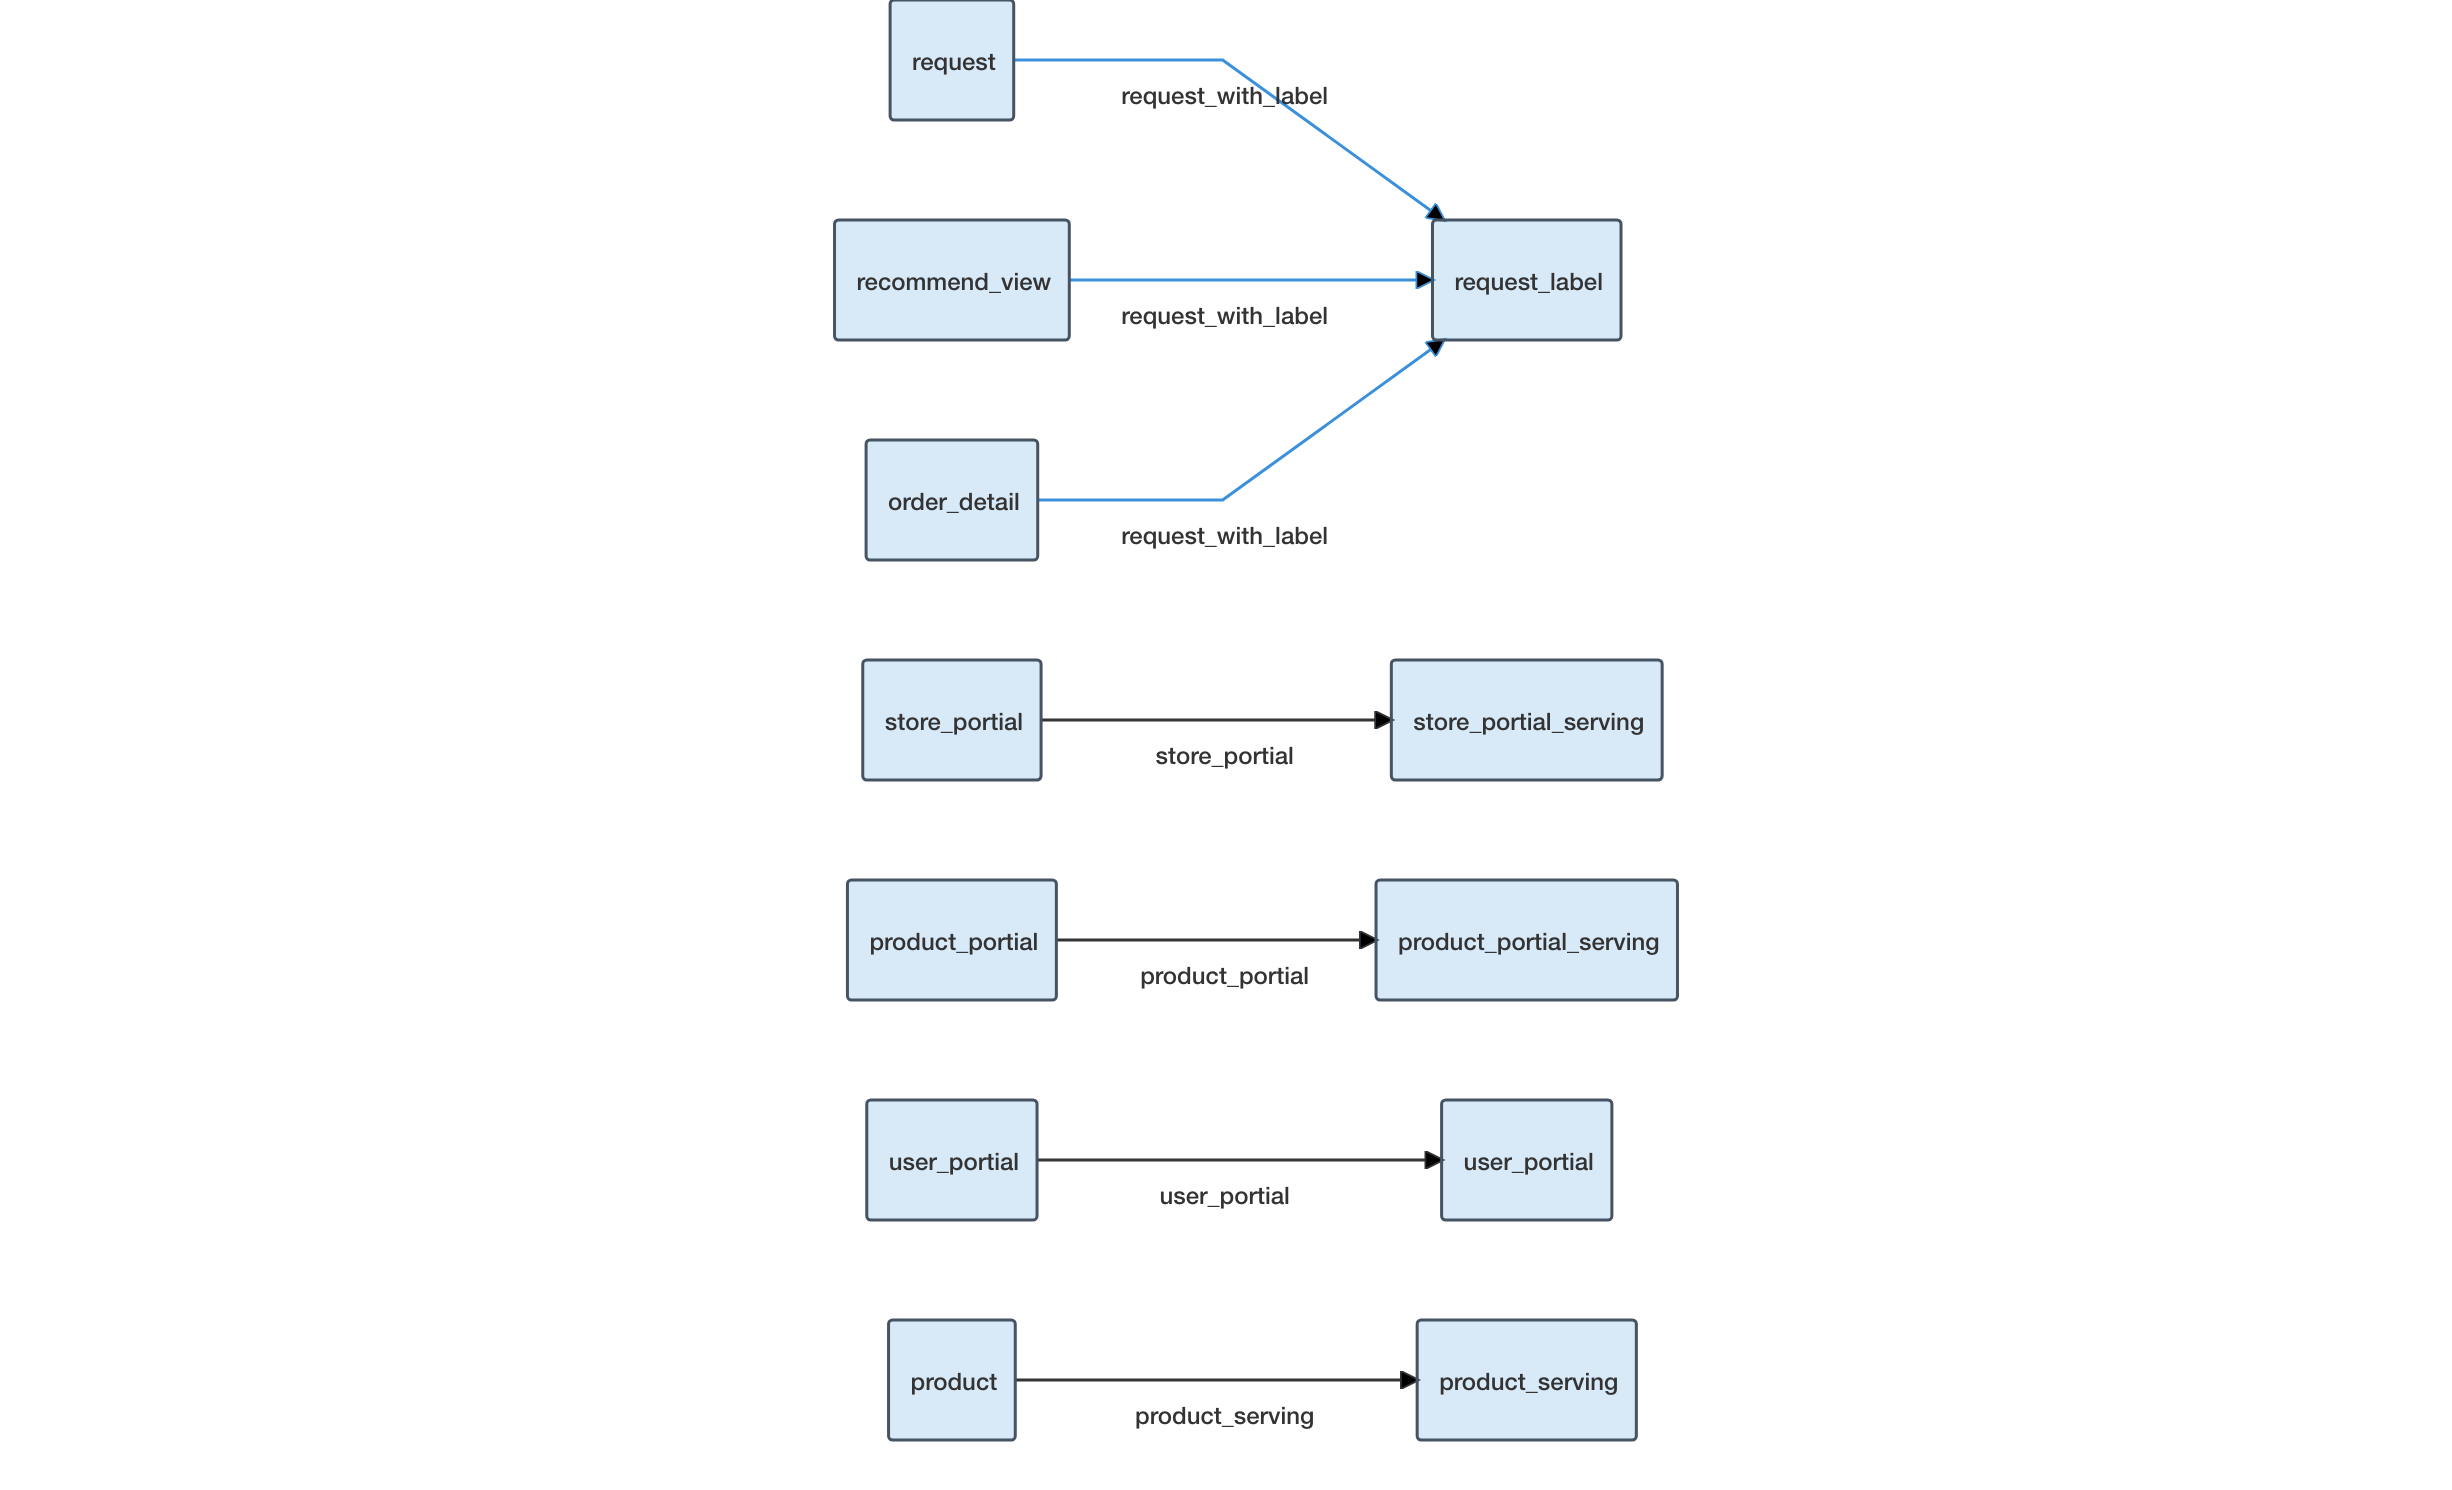 request
request_with_label
recommend_view
request_with_label
request_label
order_detail
request_with_label
store_portial
store_portial
store_portial_serving
product_portial
product_portial
product_portial_serving
user_portial
user_portial
user_portial
product
product_serving
product_serving